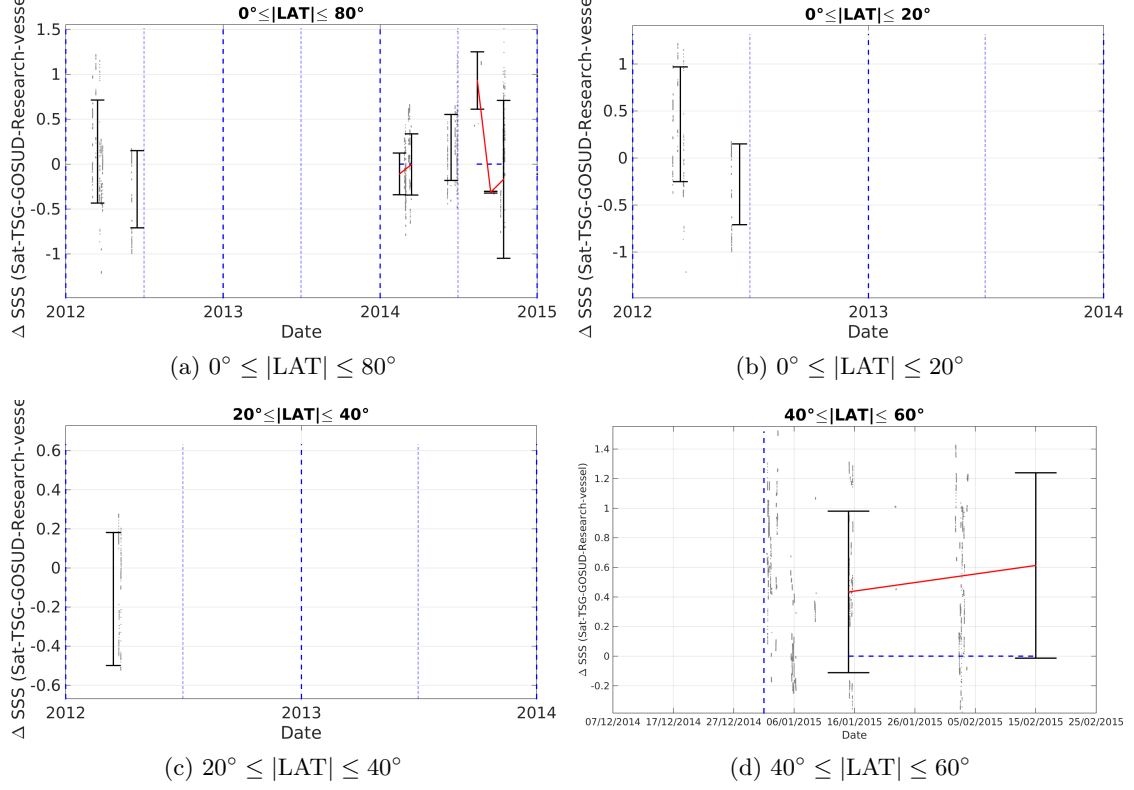 0°≤|LAT|≤ 80°
Δ SSS (Sat-TSG-GOSUD-Research-vessel
1.5
1
0.5
0
-0.5
-1
2012 2013 2014 2015
Date
(a) 0° ≤ |LAT| ≤ 80°
0°≤|LAT|≤ 20°
Δ SSS (Sat-TSG-GOSUD-Research-vessel
1
0.5
0
-0.5
-1
2012 2013 2014
Date
(b) 0° ≤ |LAT| ≤ 20°
20°≤|LAT|≤ 40°
Δ SSS (Sat-TSG-GOSUD-Research-vesse
0.6
0.4
0.2
0
-0.2
-0.4
-0.6
2012 2013 2014
Date
(c) 20° ≤ |LAT| ≤ 40°
40°≤|LAT|≤ 60°
Δ SSS (Sat-TSG-GOSUD-Research-vessel)
1.4
1.2
1
0.8
0.6
0.4
0.2
0
-0.2
07/12/2014 17/12/2014 27/12/2014 06/01/2015 16/01/2015 26/01/2015 05/02/2015 15/02/2015 25/02/2015
Date
(d) 40° ≤ |LAT| ≤ 60°